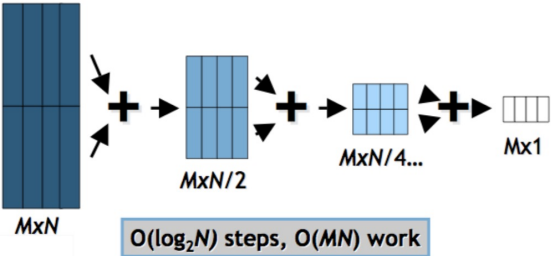 MxN
MxN/2
MxN/4...
Mx1
O(log₂N) steps, O(MN) work